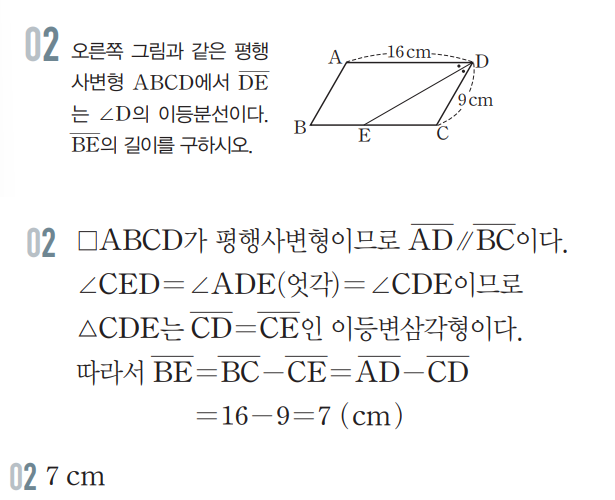 02 오른쪽 그림과 같은 평행
사변형 ABCD에서 DE
는 ∠D의 이등분선이다.
BE의 길이를 구하시오.
A 16cm D
9cm
B E C
02 □ABCD가 평행사변형이므로 AD∥BC이다.
∠CED=∠ADE(엇각)=∠CDE이므로
△CDE는 CD=CE인 이등변삼각형이다.
따라서 BE=BC-CE=AD-CD
=16-9=7 (cm)
02 7 cm